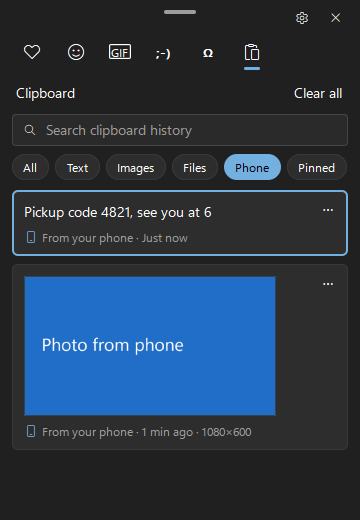 GIF
;-)
Ω
Clipboard
Clear all
Search clipboard history
All
Text
Images
Files
Phone
Pinned
Pickup code 4821, see you at 6
From your phone · Just now
Photo from phone
From your phone · 1 min ago · 1080×600